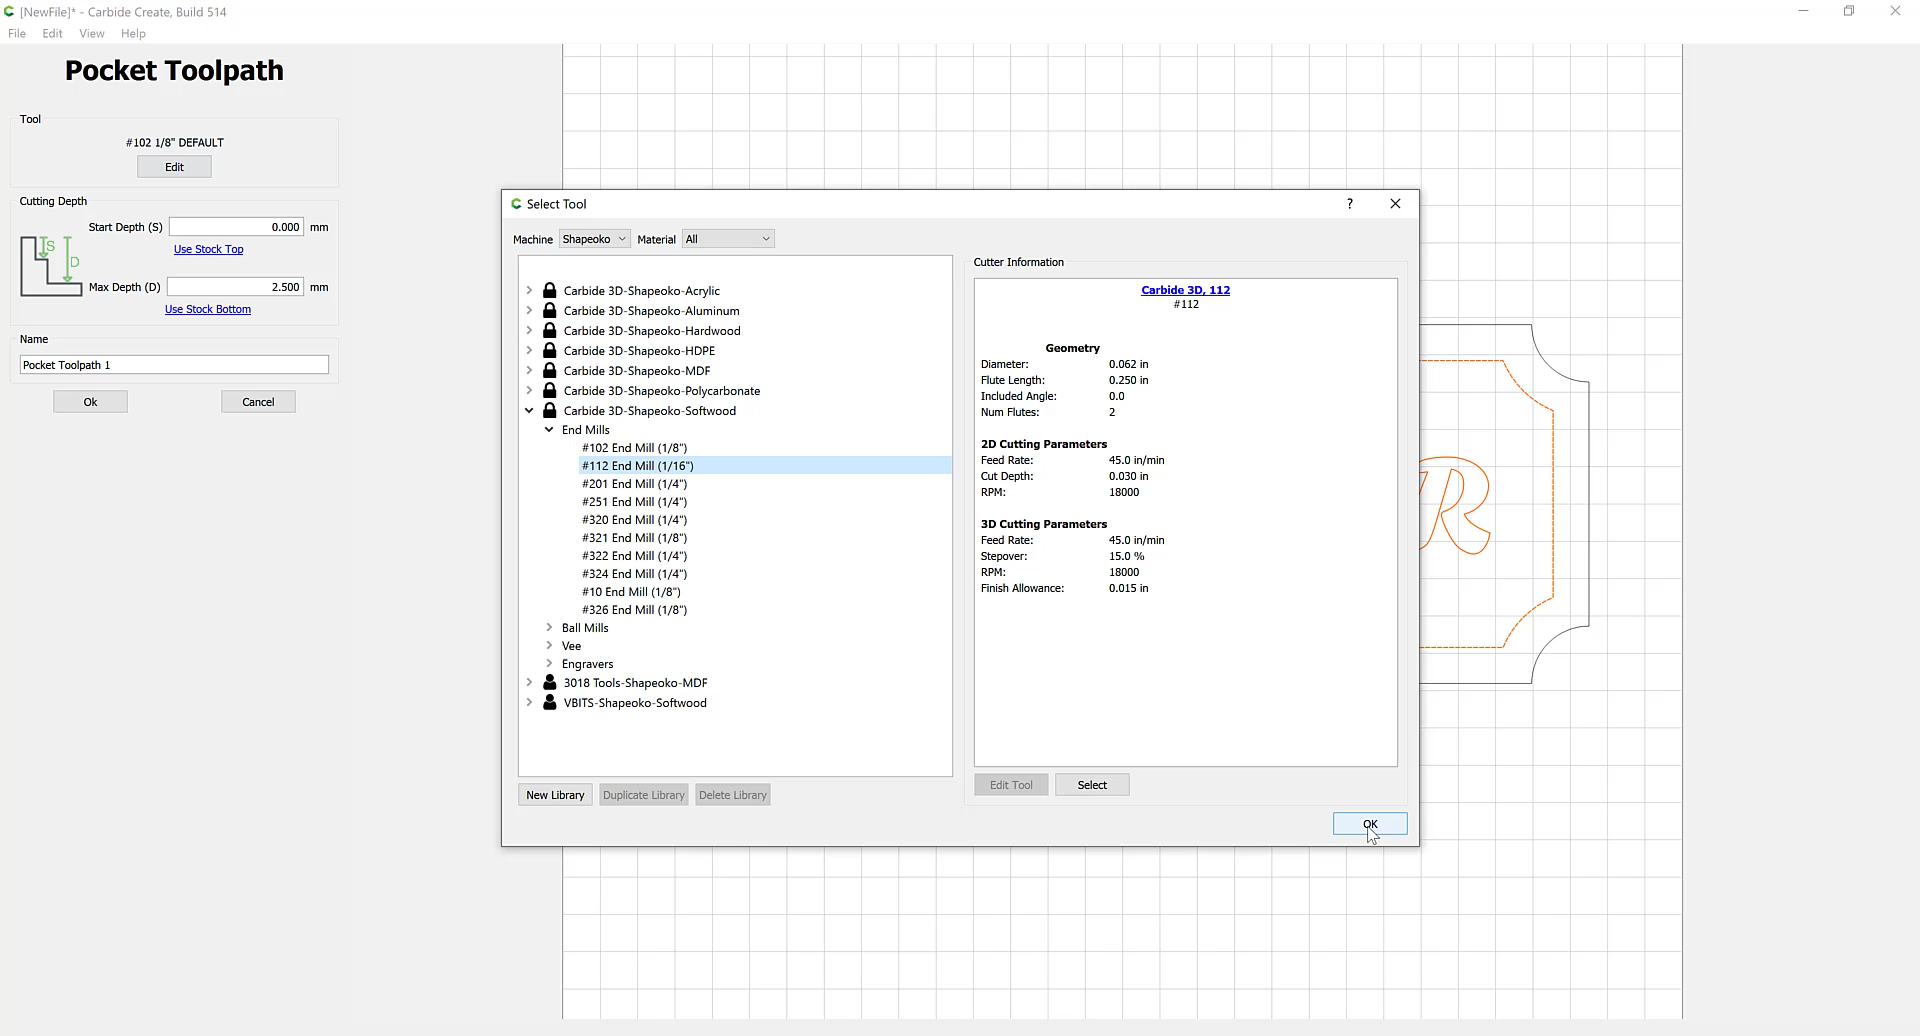 [NewFile]* - Carbide Create, Build 514
File Edit View Help
Pocket Toolpath
Tool
#102 1/8" DEFAULT
Edit
Cutting Depth
Start Depth (S) 0.000 mm
Use Stock Top
S
D
Max Depth (D) 2.500 mm
Use Stock Bottom
Name
Pocket Toolpath 1
Ok Cancel
Select Tool ?
Machine Shapeoko Material All
Carbide 3D-Shapeoko-Acrylic
Carbide 3D-Shapeoko-Aluminum
Carbide 3D-Shapeoko-Hardwood
Carbide 3D-Shapeoko-HDPE
Carbide 3D-Shapeoko-MDF
Carbide 3D-Shapeoko-Polycarbonate
Carbide 3D-Shapeoko-Softwood
End Mills
#102 End Mill (1/8")
#112 End Mill (1/16")
#201 End Mill (1/4")
#251 End Mill (1/4")
#320 End Mill (1/4")
#321 End Mill (1/8")
#322 End Mill (1/4")
#324 End Mill (1/4")
#10 End Mill (1/8")
#326 End Mill (1/8")
Ball Mills
Vee
Engravers
3018 Tools-Shapeoko-MDF
VBITS-Shapeoko-Softwood
New Library Duplicate Library Delete Library
Cutter Information
Carbide 3D, 112
#112
Geometry
Diameter: 0.062 in
Flute Length: 0.250 in
Included Angle: 0.0
Num Flutes: 2
2D Cutting Parameters
Feed Rate: 45.0 in/min
Cut Depth: 0.030 in
RPM: 18000
3D Cutting Parameters
Feed Rate: 45.0 in/min
Stepover: 15.0 %
RPM: 18000
Finish Allowance: 0.015 in
Edit Tool Select
OK
R